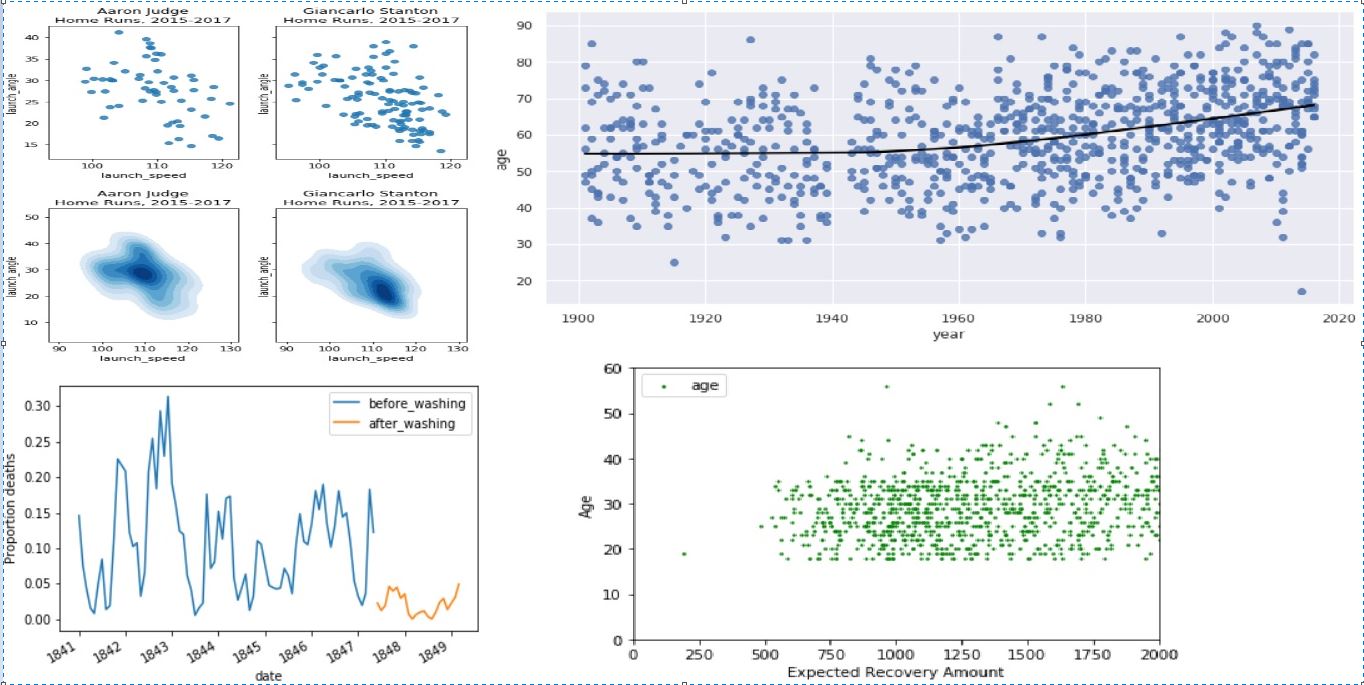 Aaron Judge
Home Runs, 2015-2017
40
35
30
25
20
15
launch_angle
100
110
120
launch_speed
Giancarlo Stanton
Home Runs, 2015-2017
launch_angle
100
110
120
launch_speed
90
80
70
60
50
40
30
20
age
1900
1920
1940
1960
1980
2000
2020
year
Aaron Judge
Home Runs, 2015-2017
50
40
30
20
10
launch_angle
90
100
110
120
130
launch_speed
Giancarlo Stanton
Home Runs, 2015-2017
launch_angle
90
100
110
120
130
launch_speed
before_washing
after_washing
0.30
0.25
0.20
0.15
0.10
0.05
0.00
Proportion deaths
1841
1842
1843
1844
1845
1846
1847
1848
1849
date
age
60
50
40
30
20
10
0
Age
0
250
500
750
1000
1250
1500
1750
2000
Expected Recovery Amount